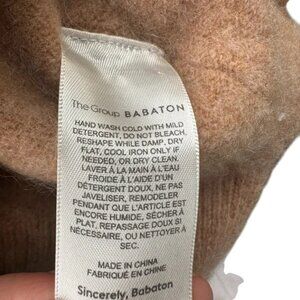 The Group BABATON
HAND WASH COLD WITH MILD
DETERGENT, DO NOT BLEACH,
RESHAPE WHILE DAMP, DRY
FLAT, COOL IRON ONLY IF
NEEDED, OR DRY CLEAN.
LAVER À LA MAIN À L'EAU
FROIDE À L'AIDE D'UN
DÉTERGENT DOUX, NE PAS
JAVELISER, REMODELER
PENDANT QUE L'ARTICLE EST
ENCORE HUMIDE, SÉCHER À
PLAT, REPASSAGE DOUX SI
NÉCESSAIRE, OU NETTOYER À
SEC.
MADE IN CHINA
FABRIQUÉ EN CHINE
Sincerely, Babaton